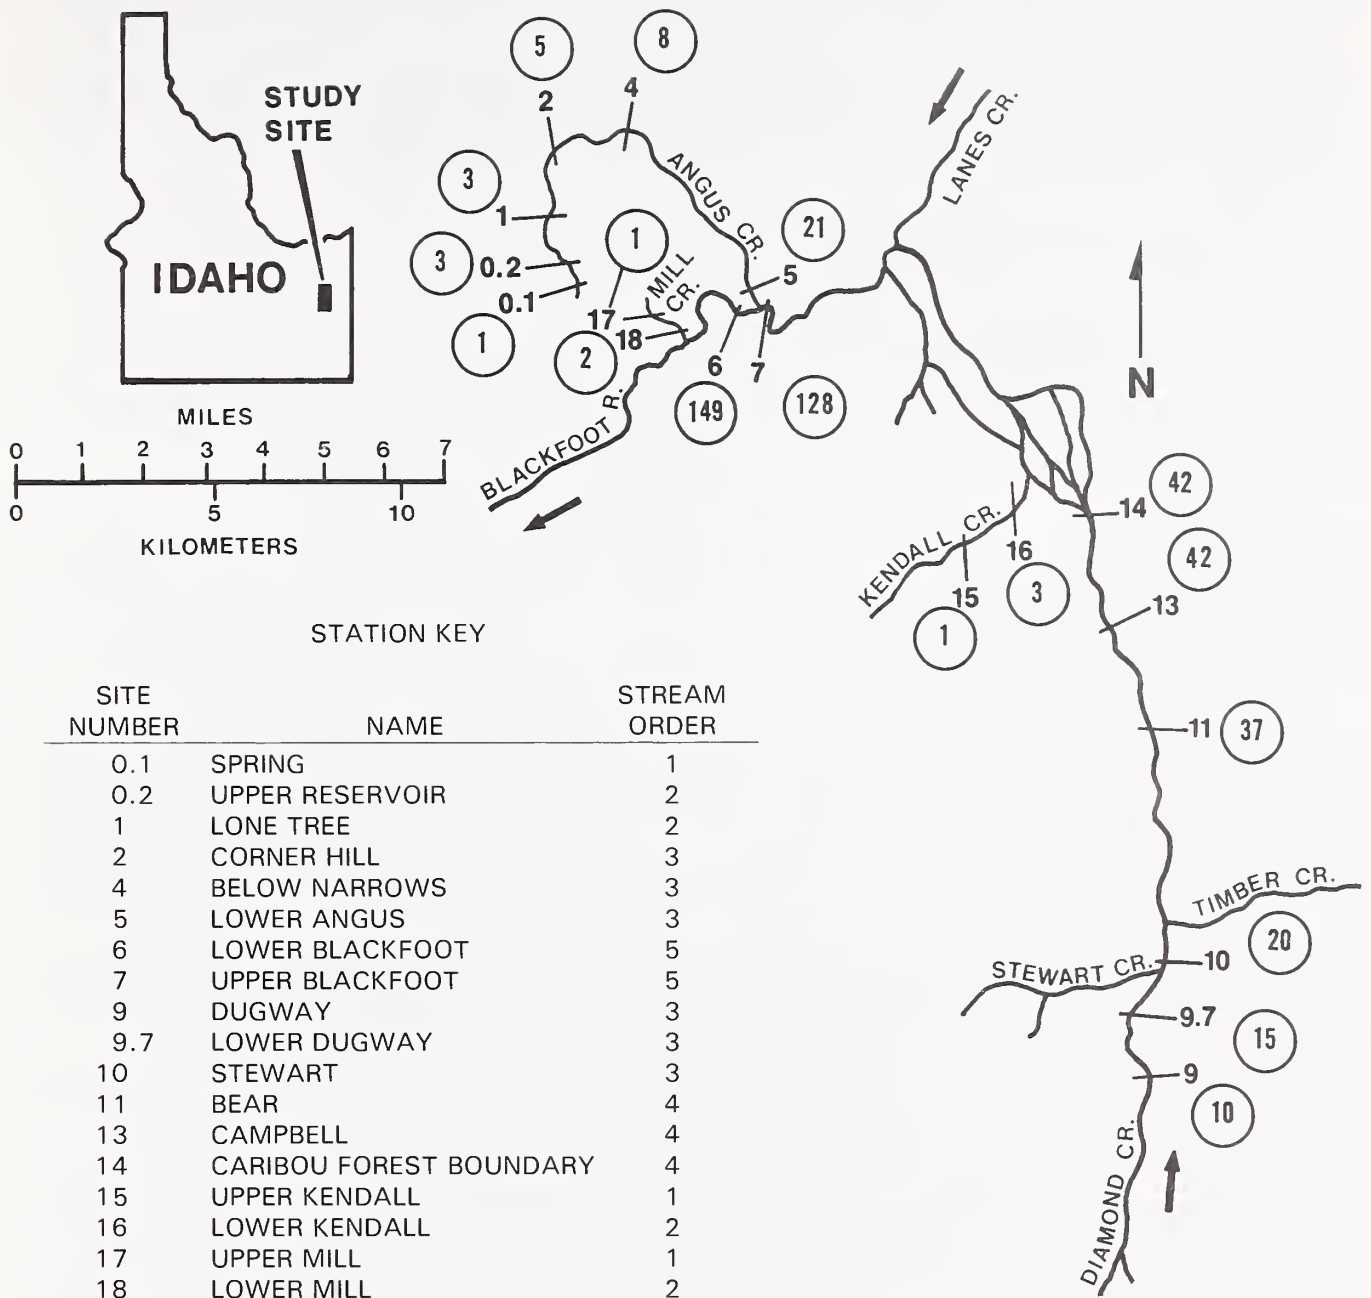 STUDY
SITE
IDAHO
MILES
0 1 2 3 4 5 6 7
0 5 10
KILOMETERS
5
8
2
4
3
1
3
0.2
0.1
1
1
17
18
2
MILL
CR.
ANGUS CR.
21
5
6
7
149
128
BLACKFOOT R.
LANES CR.
N
14
42
42
13
KENDALL CR.
16
15
3
1
11
37
TIMBER CR.
20
STEWART CR.
10
9.7
15
9
10
DIAMOND CR.
STATION KEY
SITE STREAM
NUMBER NAME ORDER
0.1 SPRING 1
0.2 UPPER RESERVOIR 2
1 LONE TREE 2
2 CORNER HILL 3
4 BELOW NARROWS 3
5 LOWER ANGUS 3
6 LOWER BLACKFOOT 5
7 UPPER BLACKFOOT 5
9 DUGWAY 3
9.7 LOWER DUGWAY 3
10 STEWART 3
11 BEAR 4
13 CAMPBELL 4
14 CARIBOU FOREST BOUNDARY 4
15 UPPER KENDALL 1
16 LOWER KENDALL 2
17 UPPER MILL 1
18 LOWER MILL 2